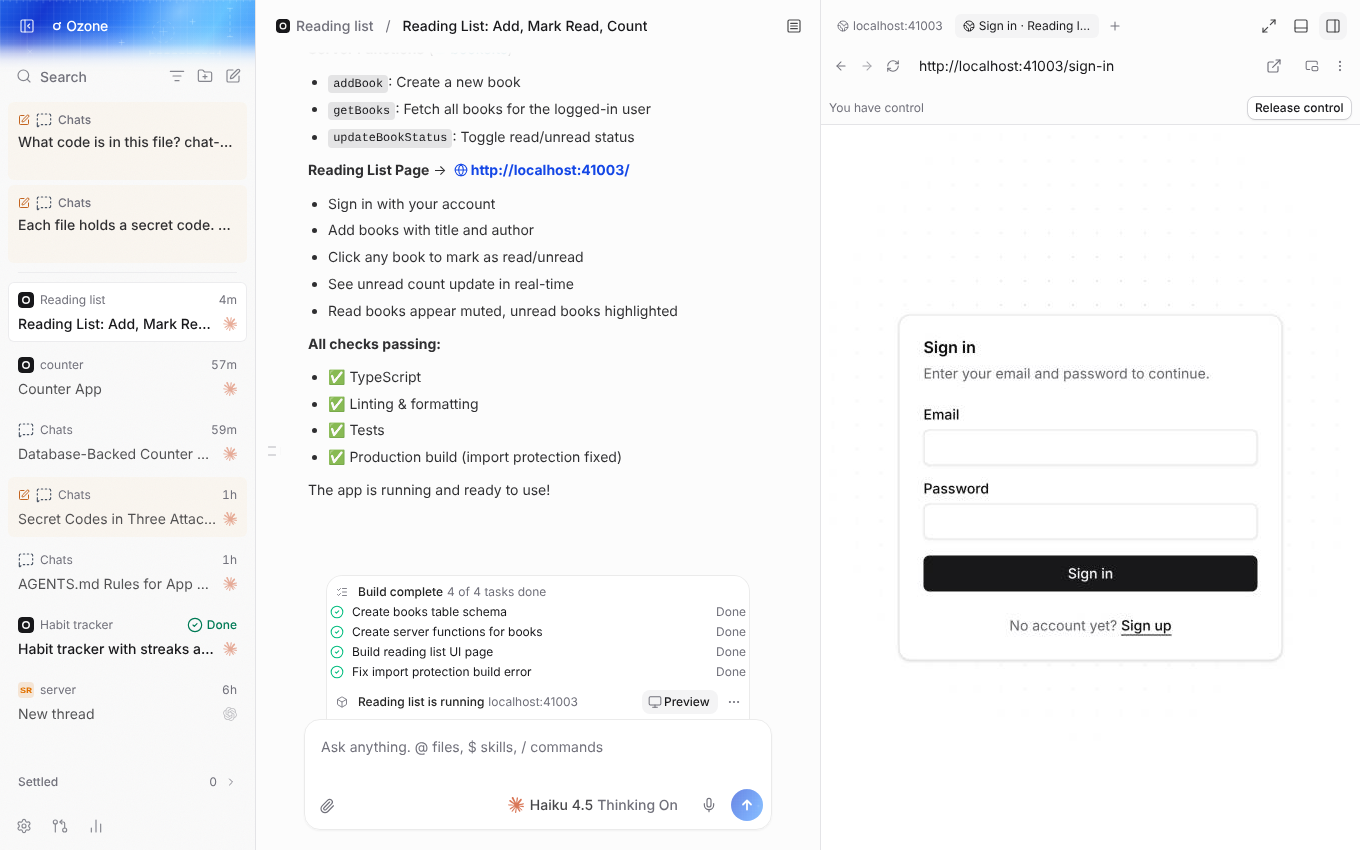 Ozone
Search
Chats
What code is in this file? chat-...
Chats
Each file holds a secret code. ...
Reading list 4m
Reading List: Add, Mark Re...
counter 57m
Counter App
Chats 59m
Database-Backed Counter ...
Chats 1h
Secret Codes in Three Attac...
Chats 1h
AGENTS.md Rules for App ...
Habit tracker Done
Habit tracker with streaks a...
SR server 6h
New thread
Settled 0
Reading list / Reading List: Add, Mark Read, Count
addBook: Create a new book
getBooks: Fetch all books for the logged-in user
updateBookStatus: Toggle read/unread status
Reading List Page → http://localhost:41003/
Sign in with your account
Add books with title and author
Click any book to mark as read/unread
See unread count update in real-time
Read books appear muted, unread books highlighted
All checks passing:
✅ TypeScript
✅ Linting & formatting
✅ Tests
✅ Production build (import protection fixed)
The app is running and ready to use!
Build complete 4 of 4 tasks done
Create books table schema Done
Create server functions for books Done
Build reading list UI page Done
Fix import protection build error Done
Reading list is running localhost:41003 Preview
Ask anything. @ files, $ skills, / commands
Haiku 4.5 Thinking On
localhost:41003
Sign in · Reading l...
http://localhost:41003/sign-in
You have control
Release control
Sign in
Enter your email and password to continue.
Email
Password
Sign in
No account yet? Sign up